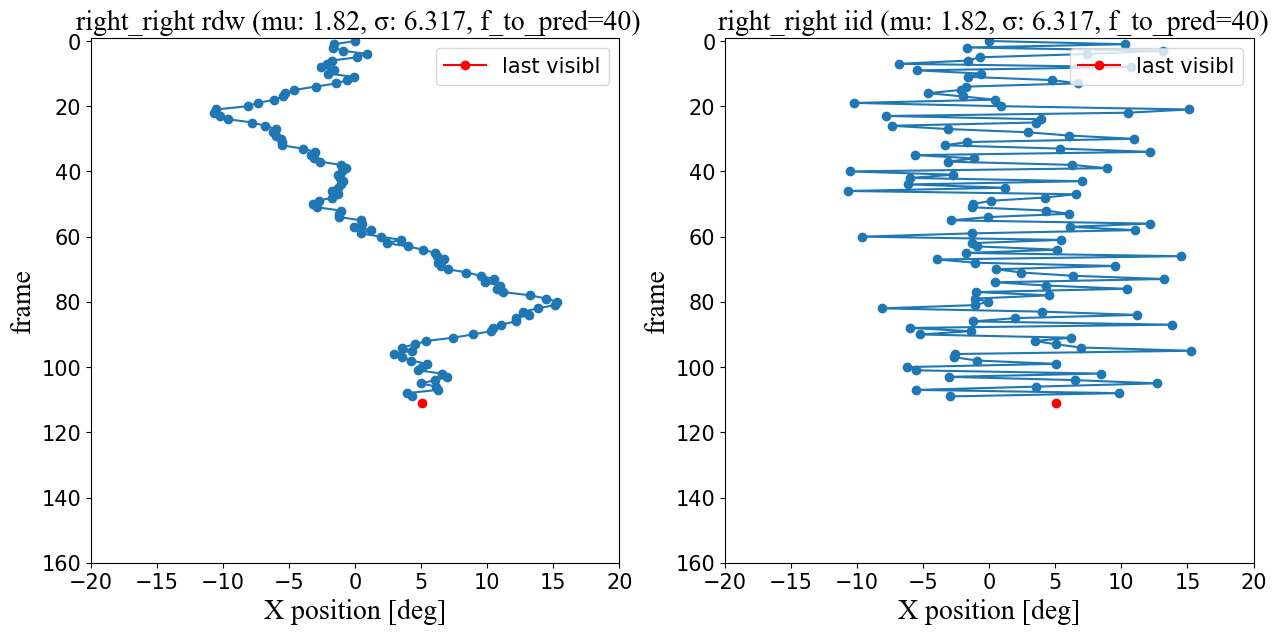 right_right rdw (mu: 1.82, σ: 6.317, f_to_pred=40)
last visibl
0
20
40
60
80
100
120
140
160
frame
−20 −15 −10 −5 0 5 10 15 20
X position [deg]
right_right iid (mu: 1.82, σ: 6.317, f_to_pred=40)
last visibl
0
20
40
60
80
100
120
140
160
frame
−20 −15 −10 −5 0 5 10 15 20
X position [deg]